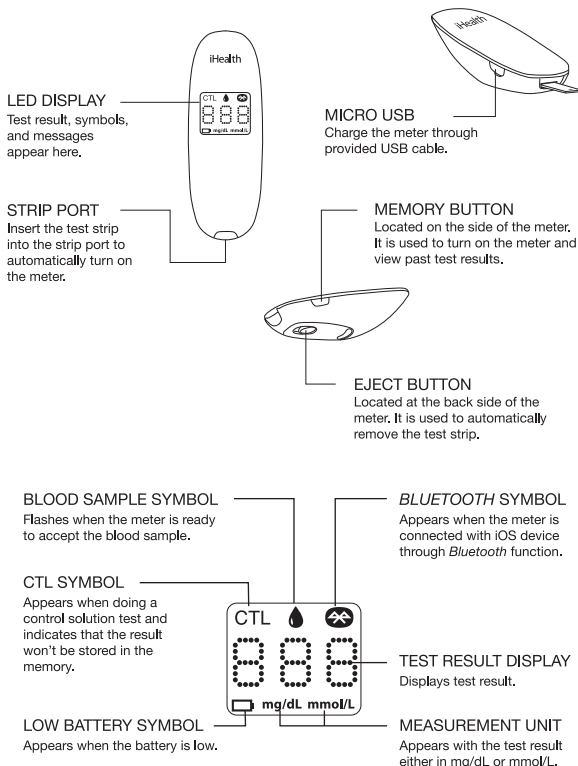 iHealth
CTL
mg/dL mmol/L
LED DISPLAY
Test result, symbols,
and messages
appear here.
STRIP PORT
Insert the test strip
into the strip port to
automatically turn on
the meter.
iHealth
MICRO USB
Charge the meter through
provided USB cable.
MEMORY BUTTON
Located on the side of the meter.
It is used to turn on the meter and
view past test results.
EJECT BUTTON
Located at the back side of the
meter. It is used to automatically
remove the test strip.
BLOOD SAMPLE SYMBOL
Flashes when the meter is ready
to accept the blood sample.
CTL SYMBOL
Appears when doing a
control solution test and
indicates that the result
won't be stored in the
memory.
LOW BATTERY SYMBOL
Appears when the battery is low.
CTL
888
mg/dL mmol/L
BLUETOOTH SYMBOL
Appears when the meter is
connected with iOS device
through Bluetooth function.
TEST RESULT DISPLAY
Displays test result.
MEASUREMENT UNIT
Appears with the test result
either in mg/dL or mmol/L.